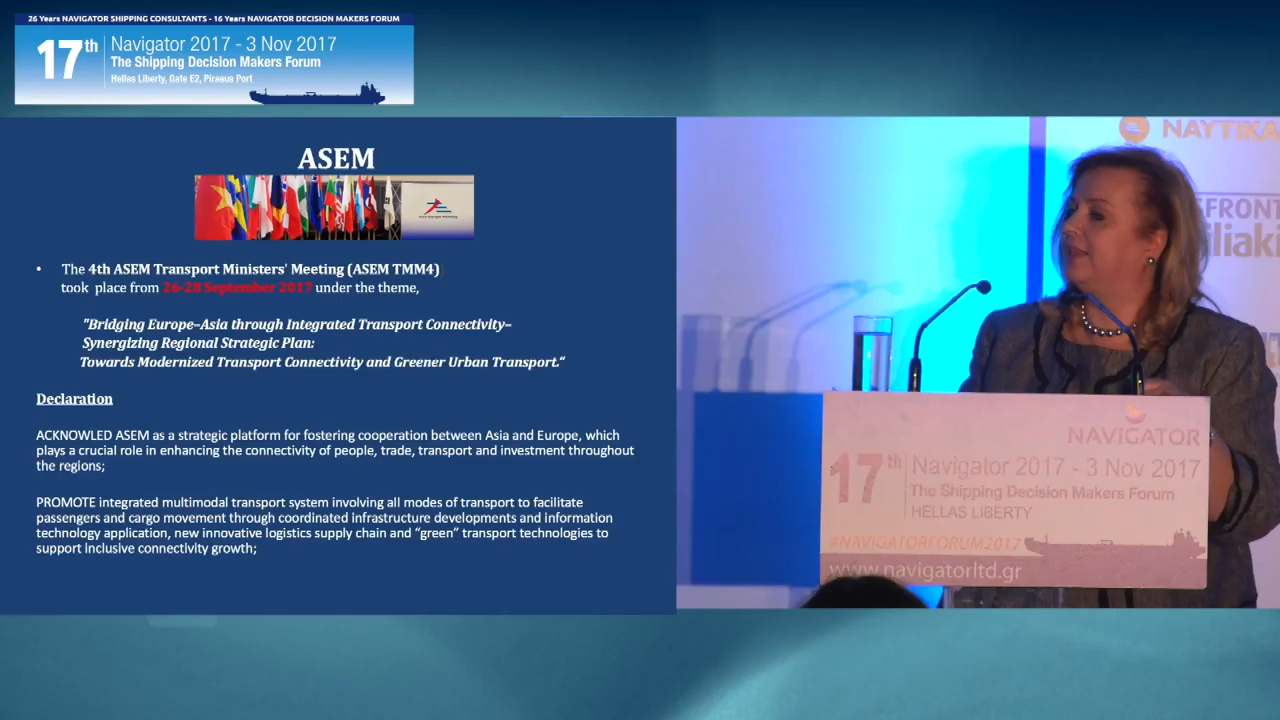 26 Years NAVIGATOR SHIPPING CONSULTANTS - 16 Years NAVIGATOR DECISION MAKERS FORUM
17th
Navigator 2017 - 3 Nov 2017
The Shipping Decision Makers Forum
Hellas Liberty, Gate E2, Piraeus Port
ASEM
• The 4th ASEM Transport Ministers' Meeting (ASEM TMM4)
took place from 26-28 September 2017 under the theme,
"Bridging Europe–Asia through Integrated Transport Connectivity–
Synergizing Regional Strategic Plan:
Towards Modernized Transport Connectivity and Greener Urban Transport.“
Declaration
ACKNOWLED ASEM as a strategic platform for fostering cooperation between Asia and Europe, which
plays a crucial role in enhancing the connectivity of people, trade, transport and investment throughout
the regions;
PROMOTE integrated multimodal transport system involving all modes of transport to facilitate
passengers and cargo movement through coordinated infrastructure developments and information
technology application, new innovative logistics supply chain and “green” transport technologies to
support inclusive connectivity growth;
NAYTIKA
FRONT
iliaki
NAVIGATOR
17th
Navigator 2017 - 3 Nov 2017
The Shipping Decision Makers Forum
HELLAS LIBERTY
#NAVIGATORFORUM2017
www.navigatorltd.gr